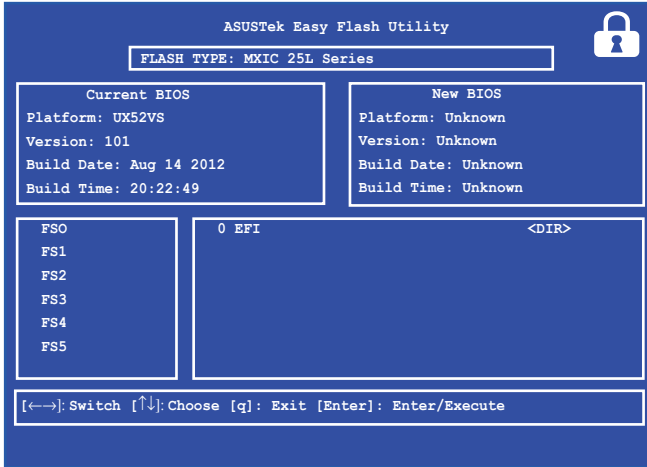 ASUSTek Easy Flash Utility
FLASH TYPE: MXIC 25L Series
Current BIOS
Platform: UX52VS
Version: 101
Build Date: Aug 14 2012
Build Time: 20:22:49
New BIOS
Platform: Unknown
Version: Unknown
Build Date: Unknown
Build Time: Unknown
FSO
FS1
FS2
FS3
FS4
FS5
0 EFI <DIR>
[←→]: Switch [↑↓]: Choose [q]: Exit [Enter]: Enter/Execute